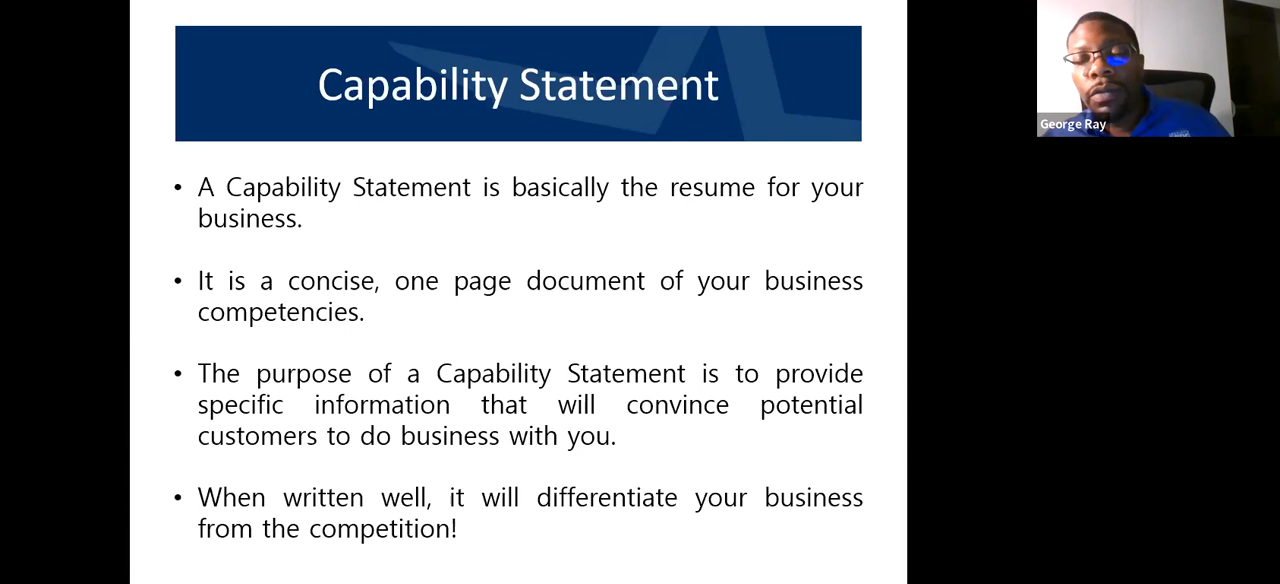 Capability Statement
George Ray
• A Capability Statement is basically the resume for your
business.
• It is a concise, one page document of your business
competencies.
• The purpose of a Capability Statement is to provide
specific information that will convince potential
customers to do business with you.
• When written well, it will differentiate your business
from the competition!